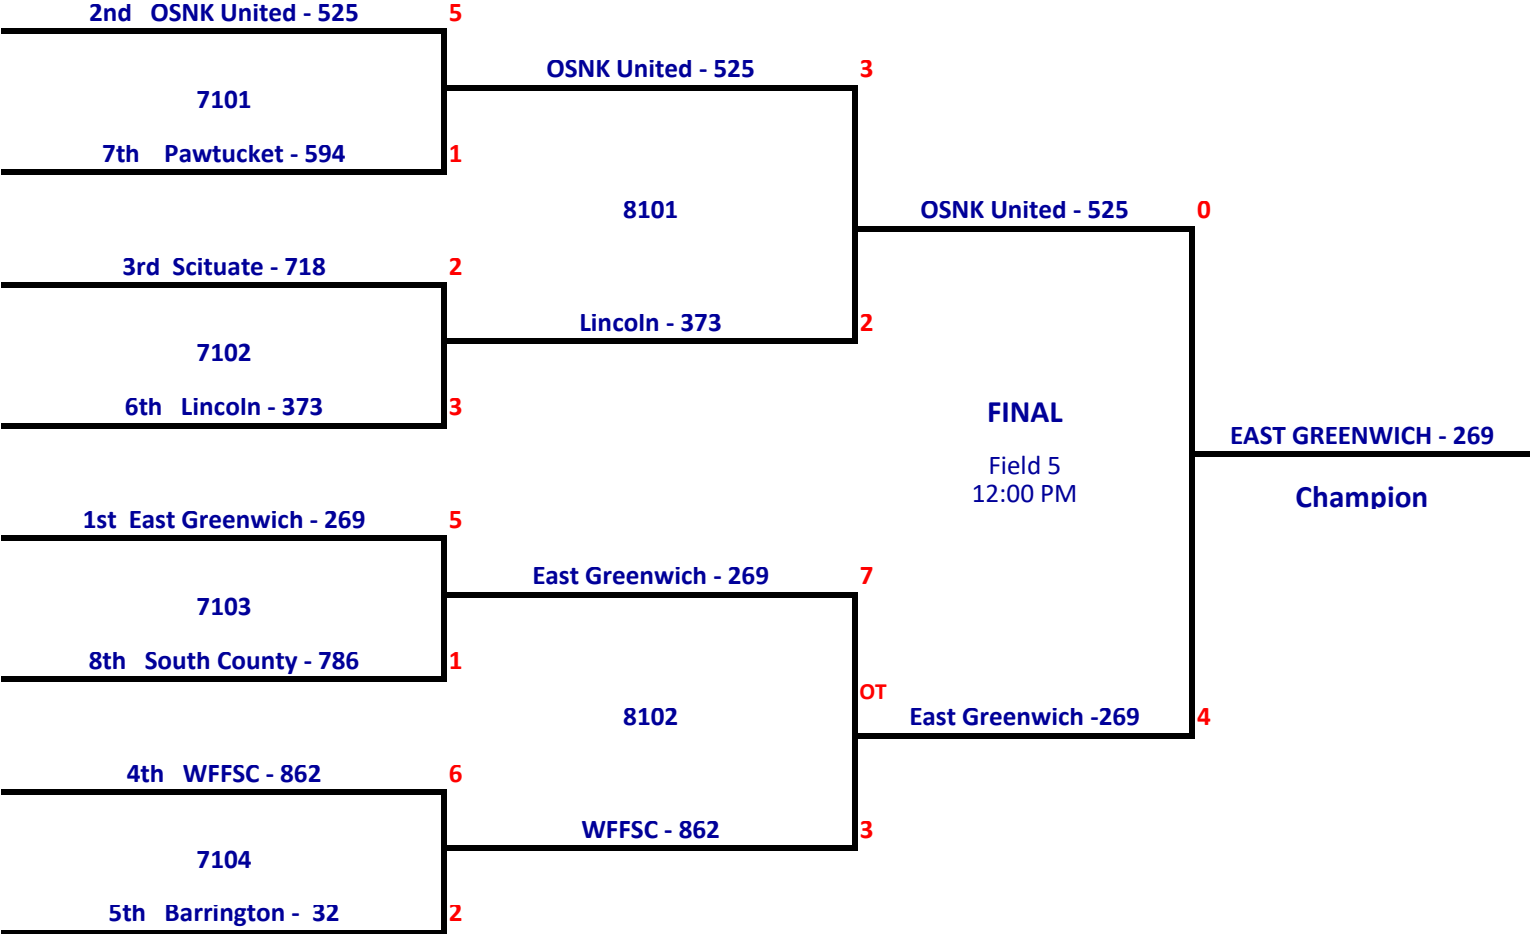 2nd OSNK United - 525 5
OSNK United - 525 3
7101
7th Pawtucket - 594 1
8101
OSNK United - 525 0
3rd Scituate - 718 2
Lincoln - 373 2
7102
6th Lincoln - 373 3
FINAL
EAST GREENWICH - 269
Field 5
12:00 PM
Champion
1st East Greenwich - 269 5
East Greenwich - 269 7
7103
8th South County - 786 1
OT
8102
East Greenwich -269 4
4th WFFSC - 862 6
WFFSC - 862 3
7104
5th Barrington - 32 2